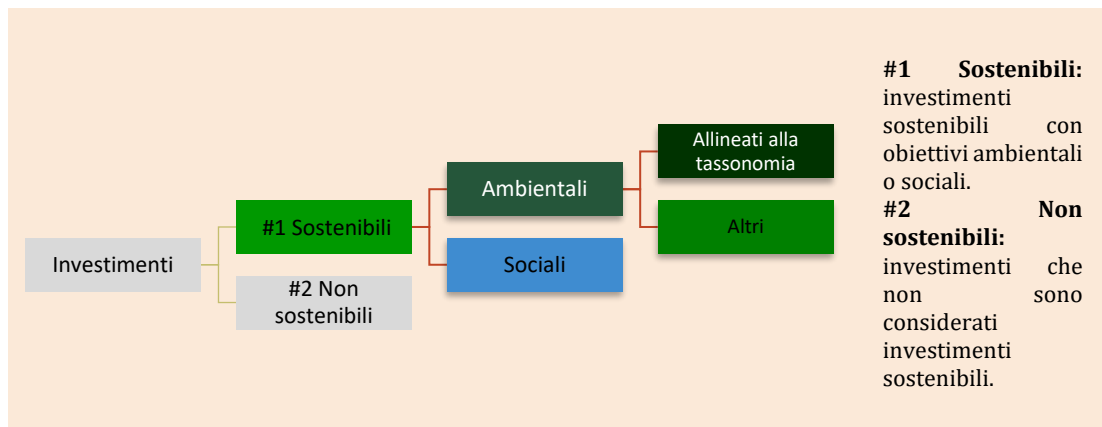 Investimenti
#1 Sostenibili
#2 Non
sostenibili
Ambientali
Sociali
Allineati alla
tassonomia
Altri
#1 Sostenibili:
investimenti
sostenibili con
obiettivi ambientali
o sociali.
#2 Non
sostenibili:
investimenti che
non sono
considerati
investimenti
sostenibili.